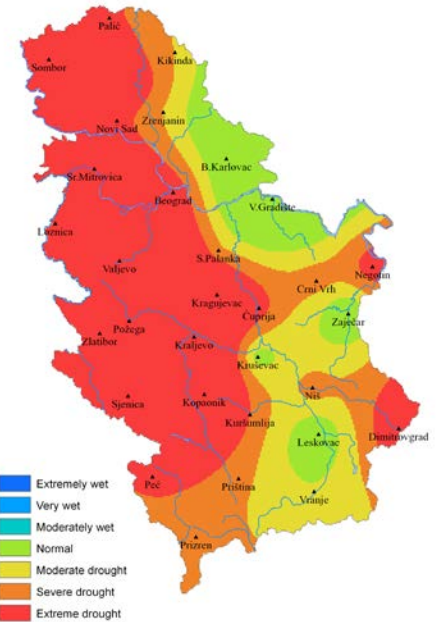 Palić
Kikinda
Sombor
Zrenjanin
Novi Sad
B.Karlovac
Sr.Mitrovica
Beograd
V.Gradište
Loznica
S.Palanka
Valjevo
Negotin
Crni Vrh
Kragujevac
Ćuprija
Zaječar
Požega
Zlatibor
Kraljevo
Kruševac
Niš
Sjenica
Kopaonik
Kuršumlija
Dimitrovgrad
Leskovac
Peć
Priština
Vranje
Prizren
Extremely wet
Very wet
Moderately wet
Normal
Moderate drought
Severe drought
Extreme drought